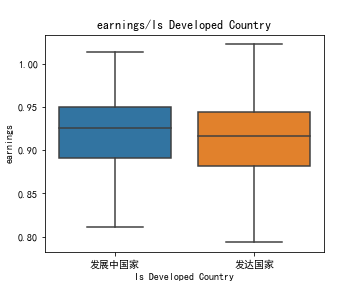 earnings/Is Developed Country
1.00
0.95
0.90
0.85
0.80
earnings
发展中国家
发达国家
Is Developed Country